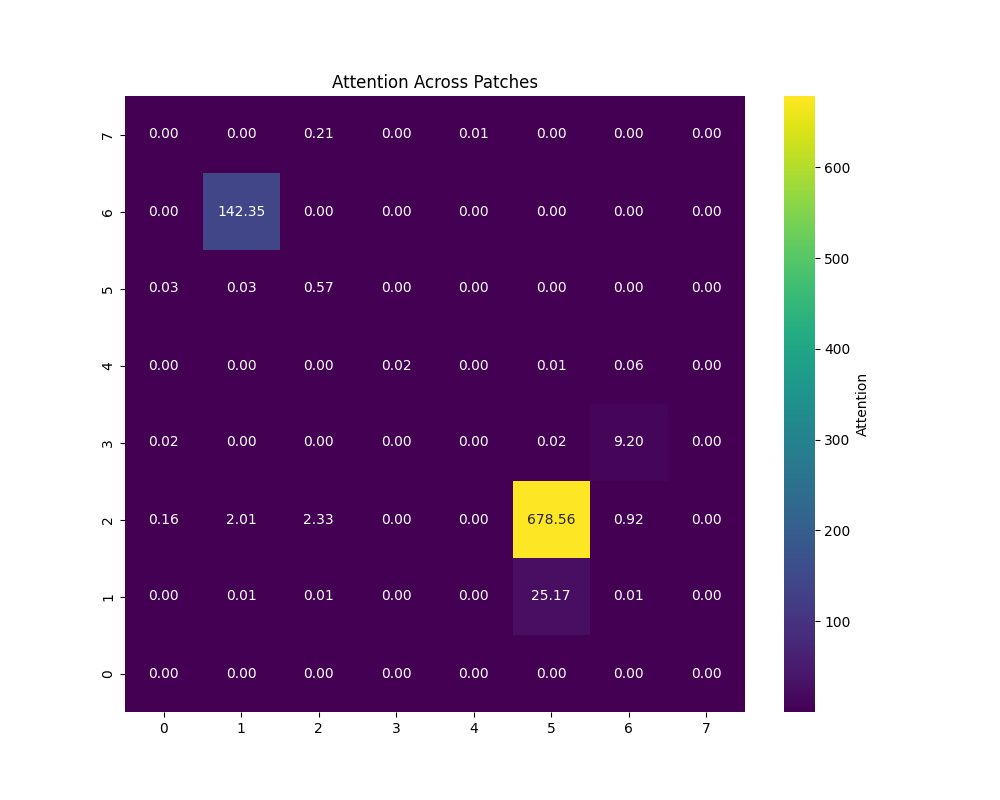 Attention Across Patches
7 0.00 0.00 0.21 0.00 0.01 0.00 0.00 0.00
6 0.00 142.35 0.00 0.00 0.00 0.00 0.00 0.00
5 0.03 0.03 0.57 0.00 0.00 0.00 0.00 0.00
4 0.00 0.00 0.00 0.02 0.00 0.01 0.06 0.00
3 0.02 0.00 0.00 0.00 0.02 9.20 0.00
2 0.16 2.01 2.33 0.00 0.00 678.56 0.92 0.00
1 0.00 0.01 0.01 0.00 0.00 25.17 0.01 0.00
0 0.00 0.00 0.00 0.00 0.00 0.00 0.00 0.00
0 1 2 3 4 5 6 7
600
500
400
300
200
100
Attention